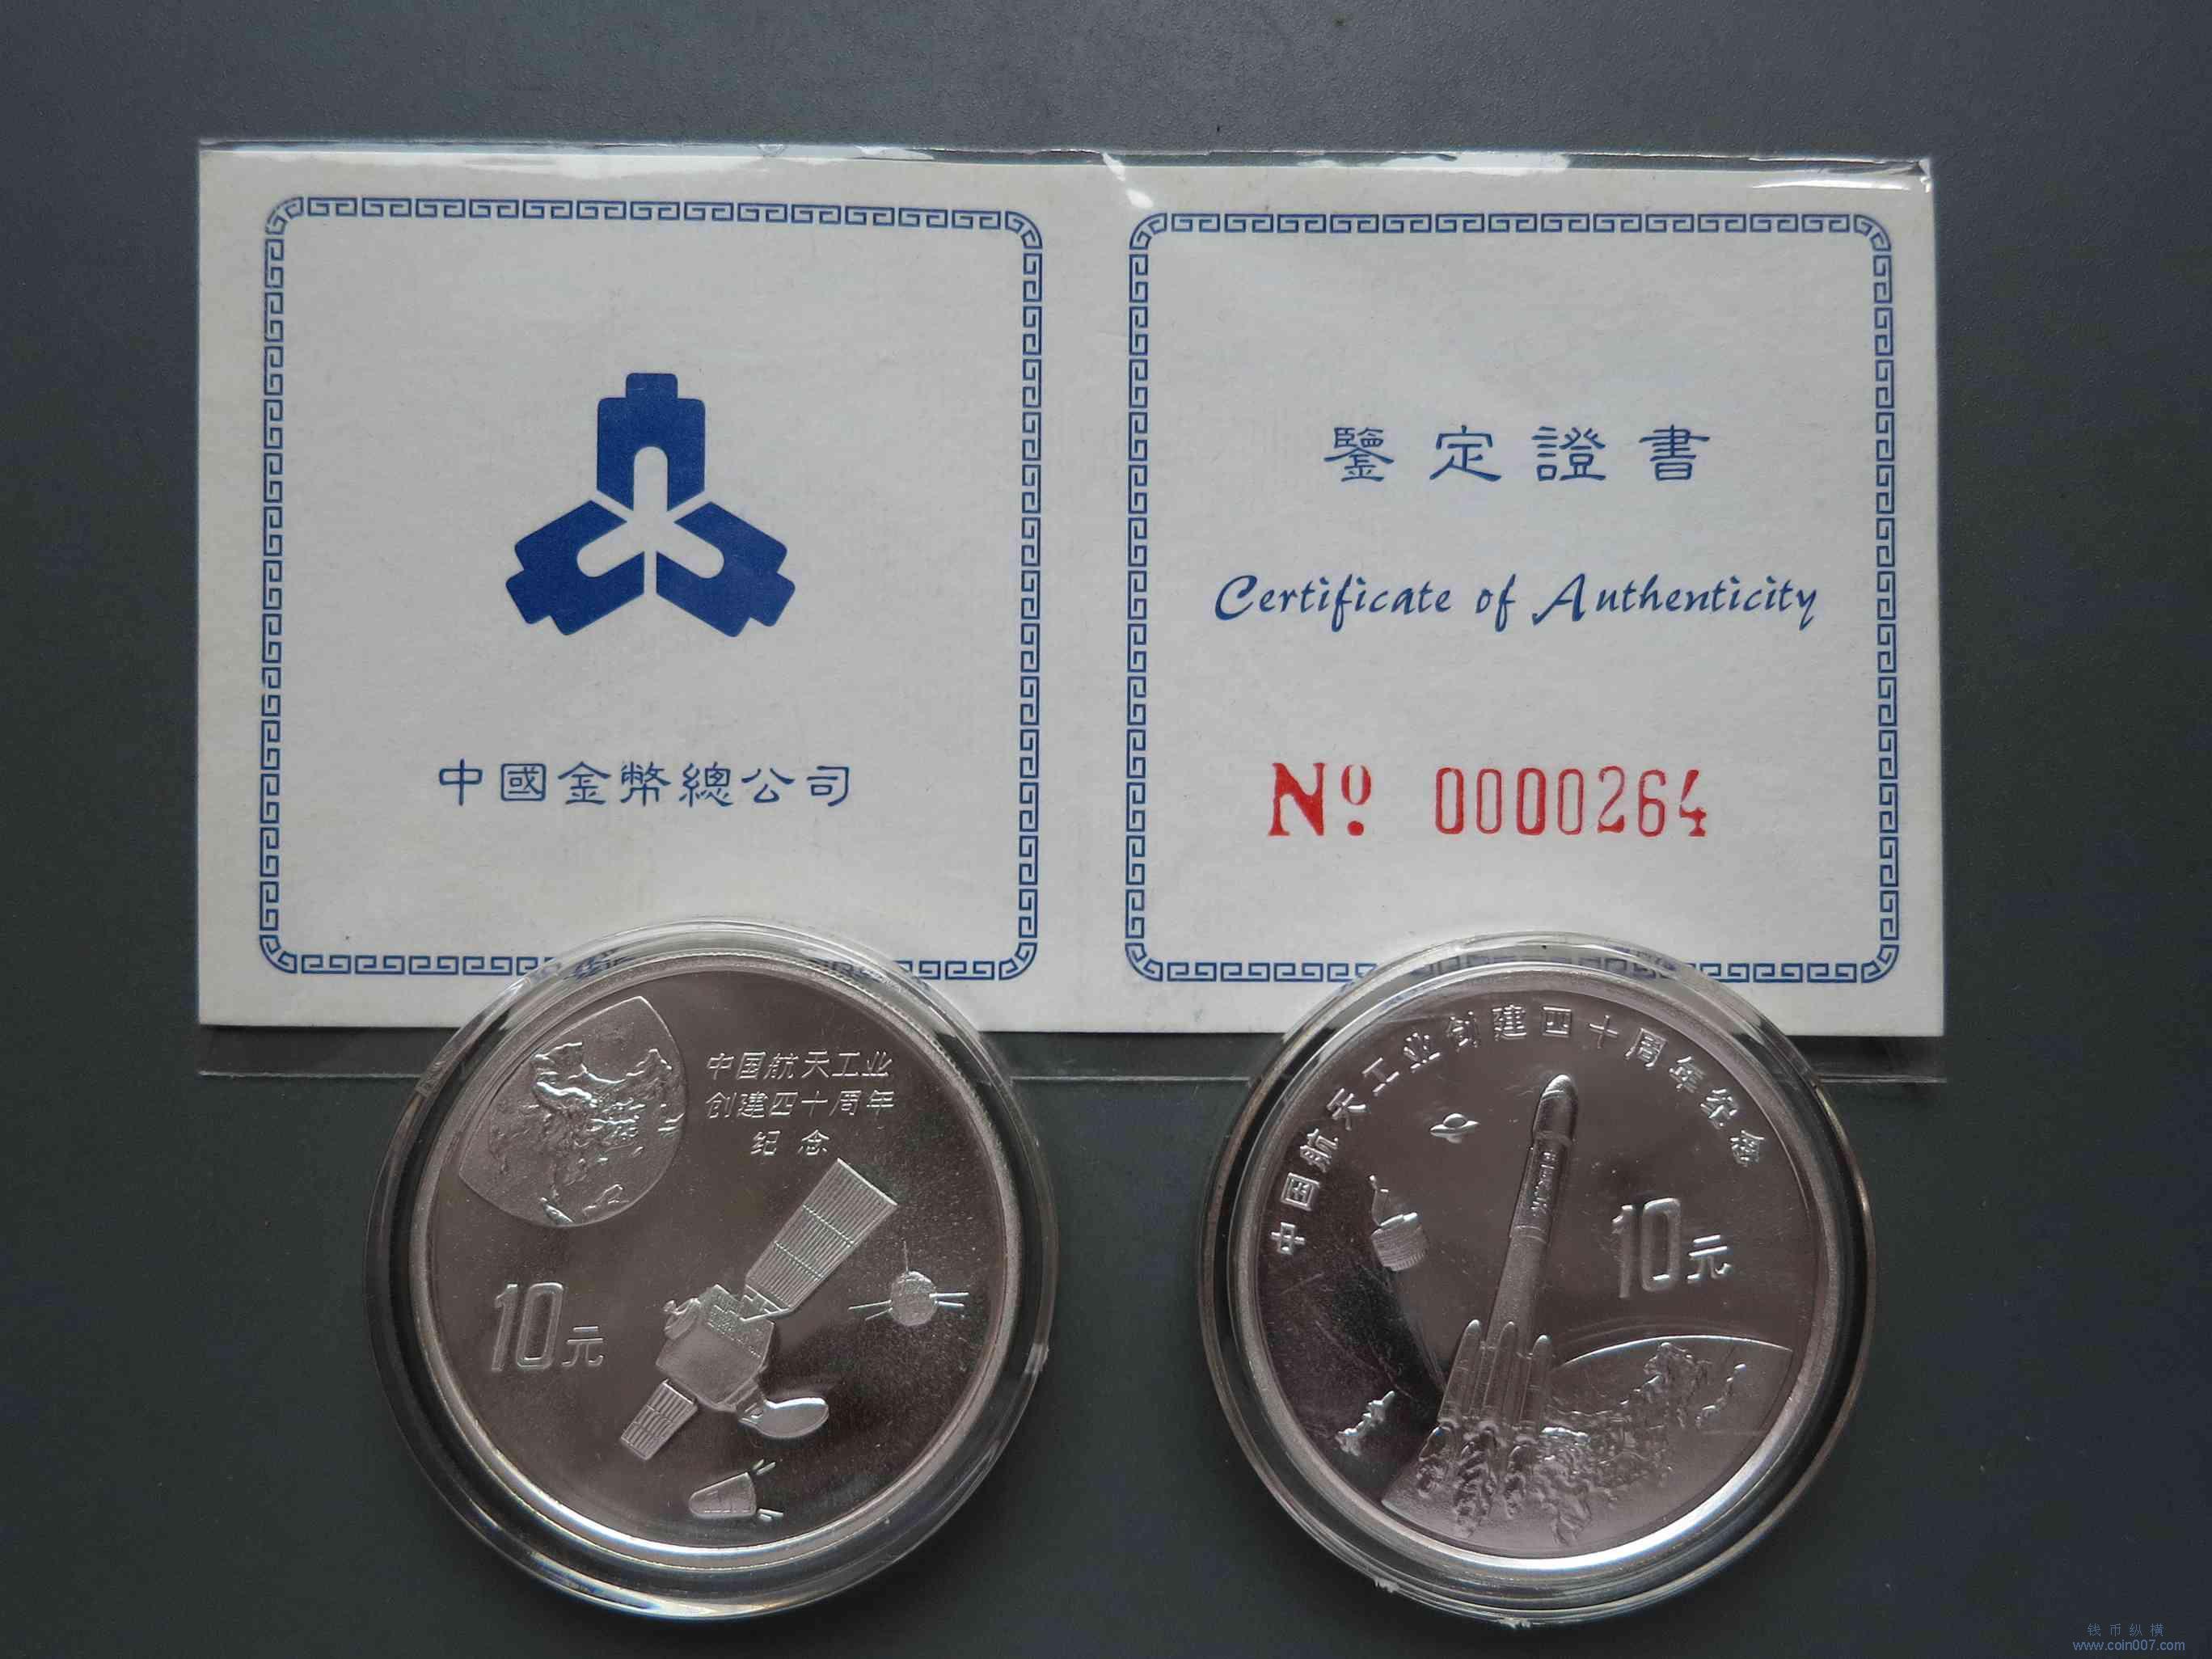 中國金幣總公司
鑒定證書
Certificate of Authenticity
Nº 0000264
中国航天工业
创建四十周年
纪念
10元
中国航天工业创建四十周年纪念
10元
钱币纵横
www.coin007.com